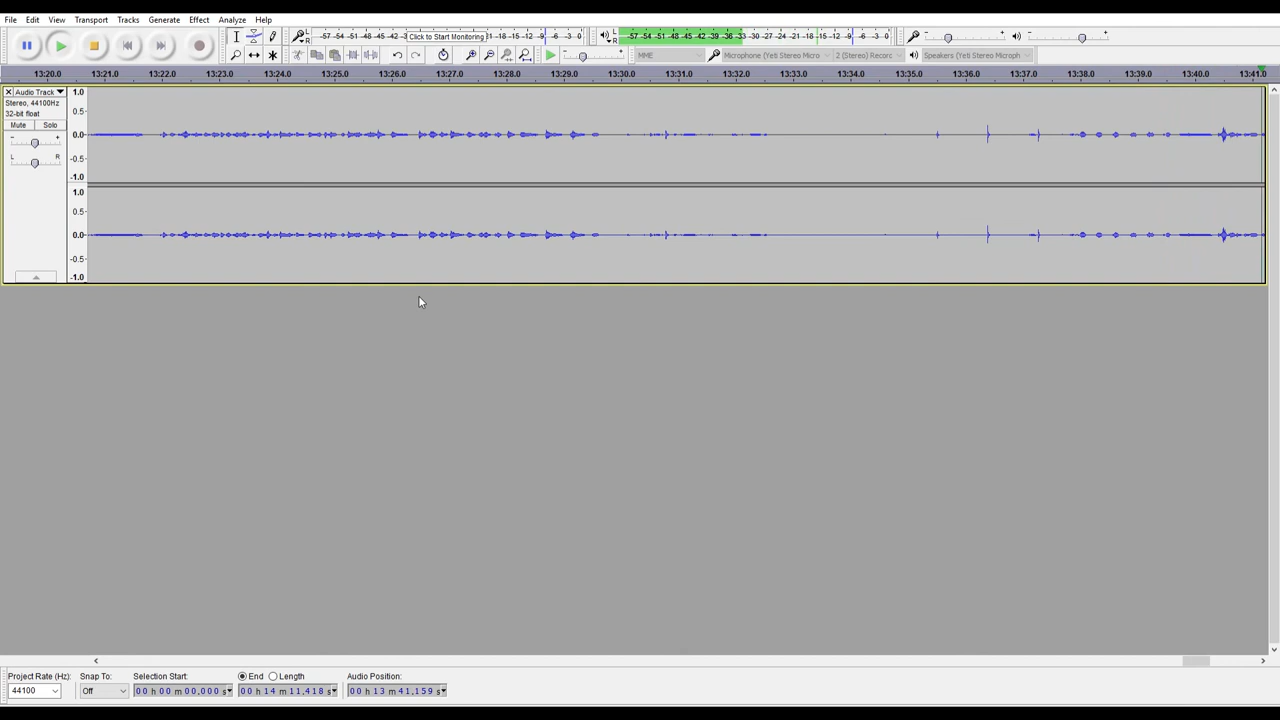 File Edit View Transport Tracks Generate Effect Analyze Help
L R -57 -54 -51 -48 -45 -42 Click to Start Monitoring -18 -15 -12 -9 -6 -3 0
L R -57 -54 -51 -48 -45 -42 -39 -36 -33 -30 -27 -24 -21 -18 -15 -12 -9 -6 -3 0
- +
- +
MME Microphone (Yeti Stereo Micro 2 (Stereo) Recorc Speakers (Yeti Stereo Microph
13:20.0 13:21.0 13:22.0 13:23.0 13:24.0 13:25.0 13:26.0 13:27.0 13:28.0 13:29.0 13:30.0 13:31.0 13:32.0 13:33.0 13:34.0 13:35.0 13:36.0 13:37.0 13:38.0 13:39.0 13:40.0 13:41.0
Audio Track
Stereo, 44100Hz
32-bit float
Mute Solo
- +
L R
1.0
0.5
0.0
-0.5
-1.0
1.0
0.5
0.0
-0.5
-1.0
Project Rate (Hz): Snap To: Selection Start: End Length Audio Position:
44100 Off 00 h 00 m 00.000 s 00 h 14 m 11.418 s 00 h 13 m 41.159 s